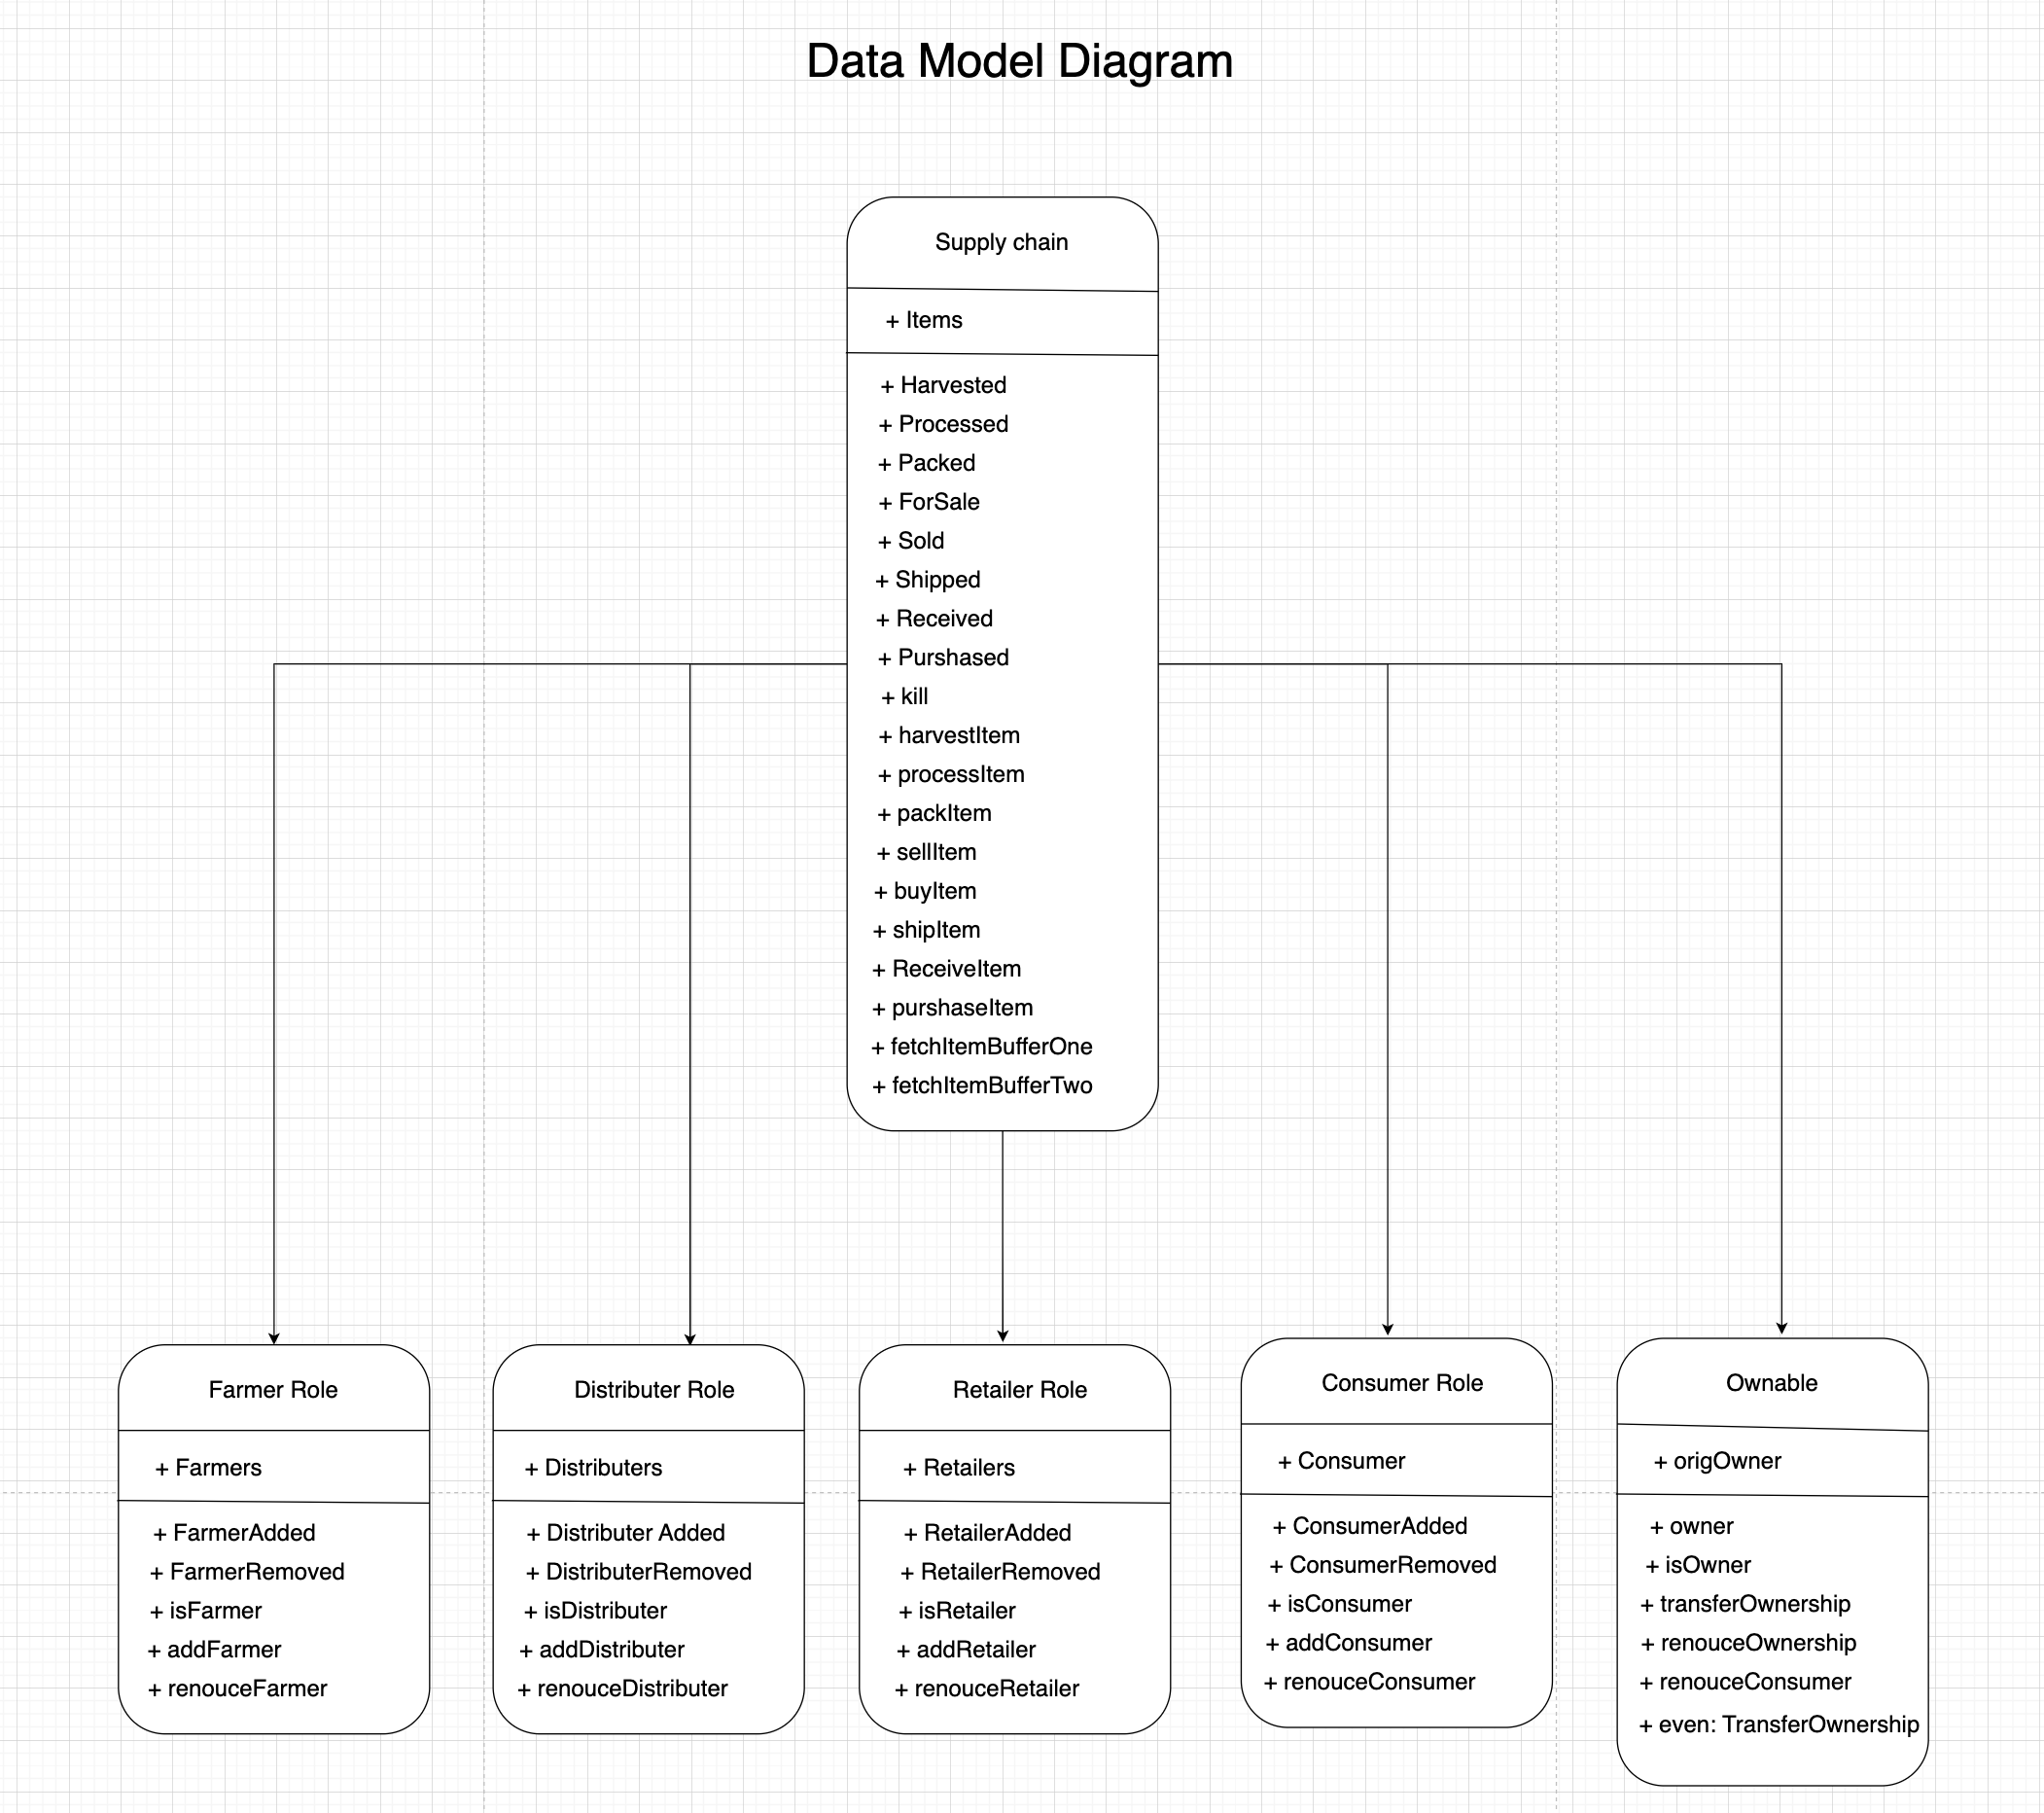 Data Model Diagram
Supply chain
+ Items
+ Harvested
+ Processed
+ Packed
+ ForSale
+ Sold
+ Shipped
+ Received
+ Purshased
+ kill
+ harvestItem
+ processItem
+ packItem
+ sellItem
+ buyItem
+ shipItem
+ ReceiveItem
+ purshaseItem
+ fetchItemBufferOne
+ fetchItemBufferTwo
Farmer Role
+ Farmers
+ FarmerAdded
+ FarmerRemoved
+ isFarmer
+ addFarmer
+ renouceFarmer
Distributer Role
+ Distributers
+ Distributer Added
+ DistributerRemoved
+ isDistributer
+ addDistributer
+ renouceDistributer
Retailer Role
+ Retailers
+ RetailerAdded
+ RetailerRemoved
+ isRetailer
+ addRetailer
+ renouceRetailer
Consumer Role
+ Consumer
+ ConsumerAdded
+ ConsumerRemoved
+ isConsumer
+ addConsumer
+ renouceConsumer
Ownable
+ origOwner
+ owner
+ isOwner
+ transferOwnership
+ renouceOwnership
+ renouceConsumer
+ even: TransferOwnership